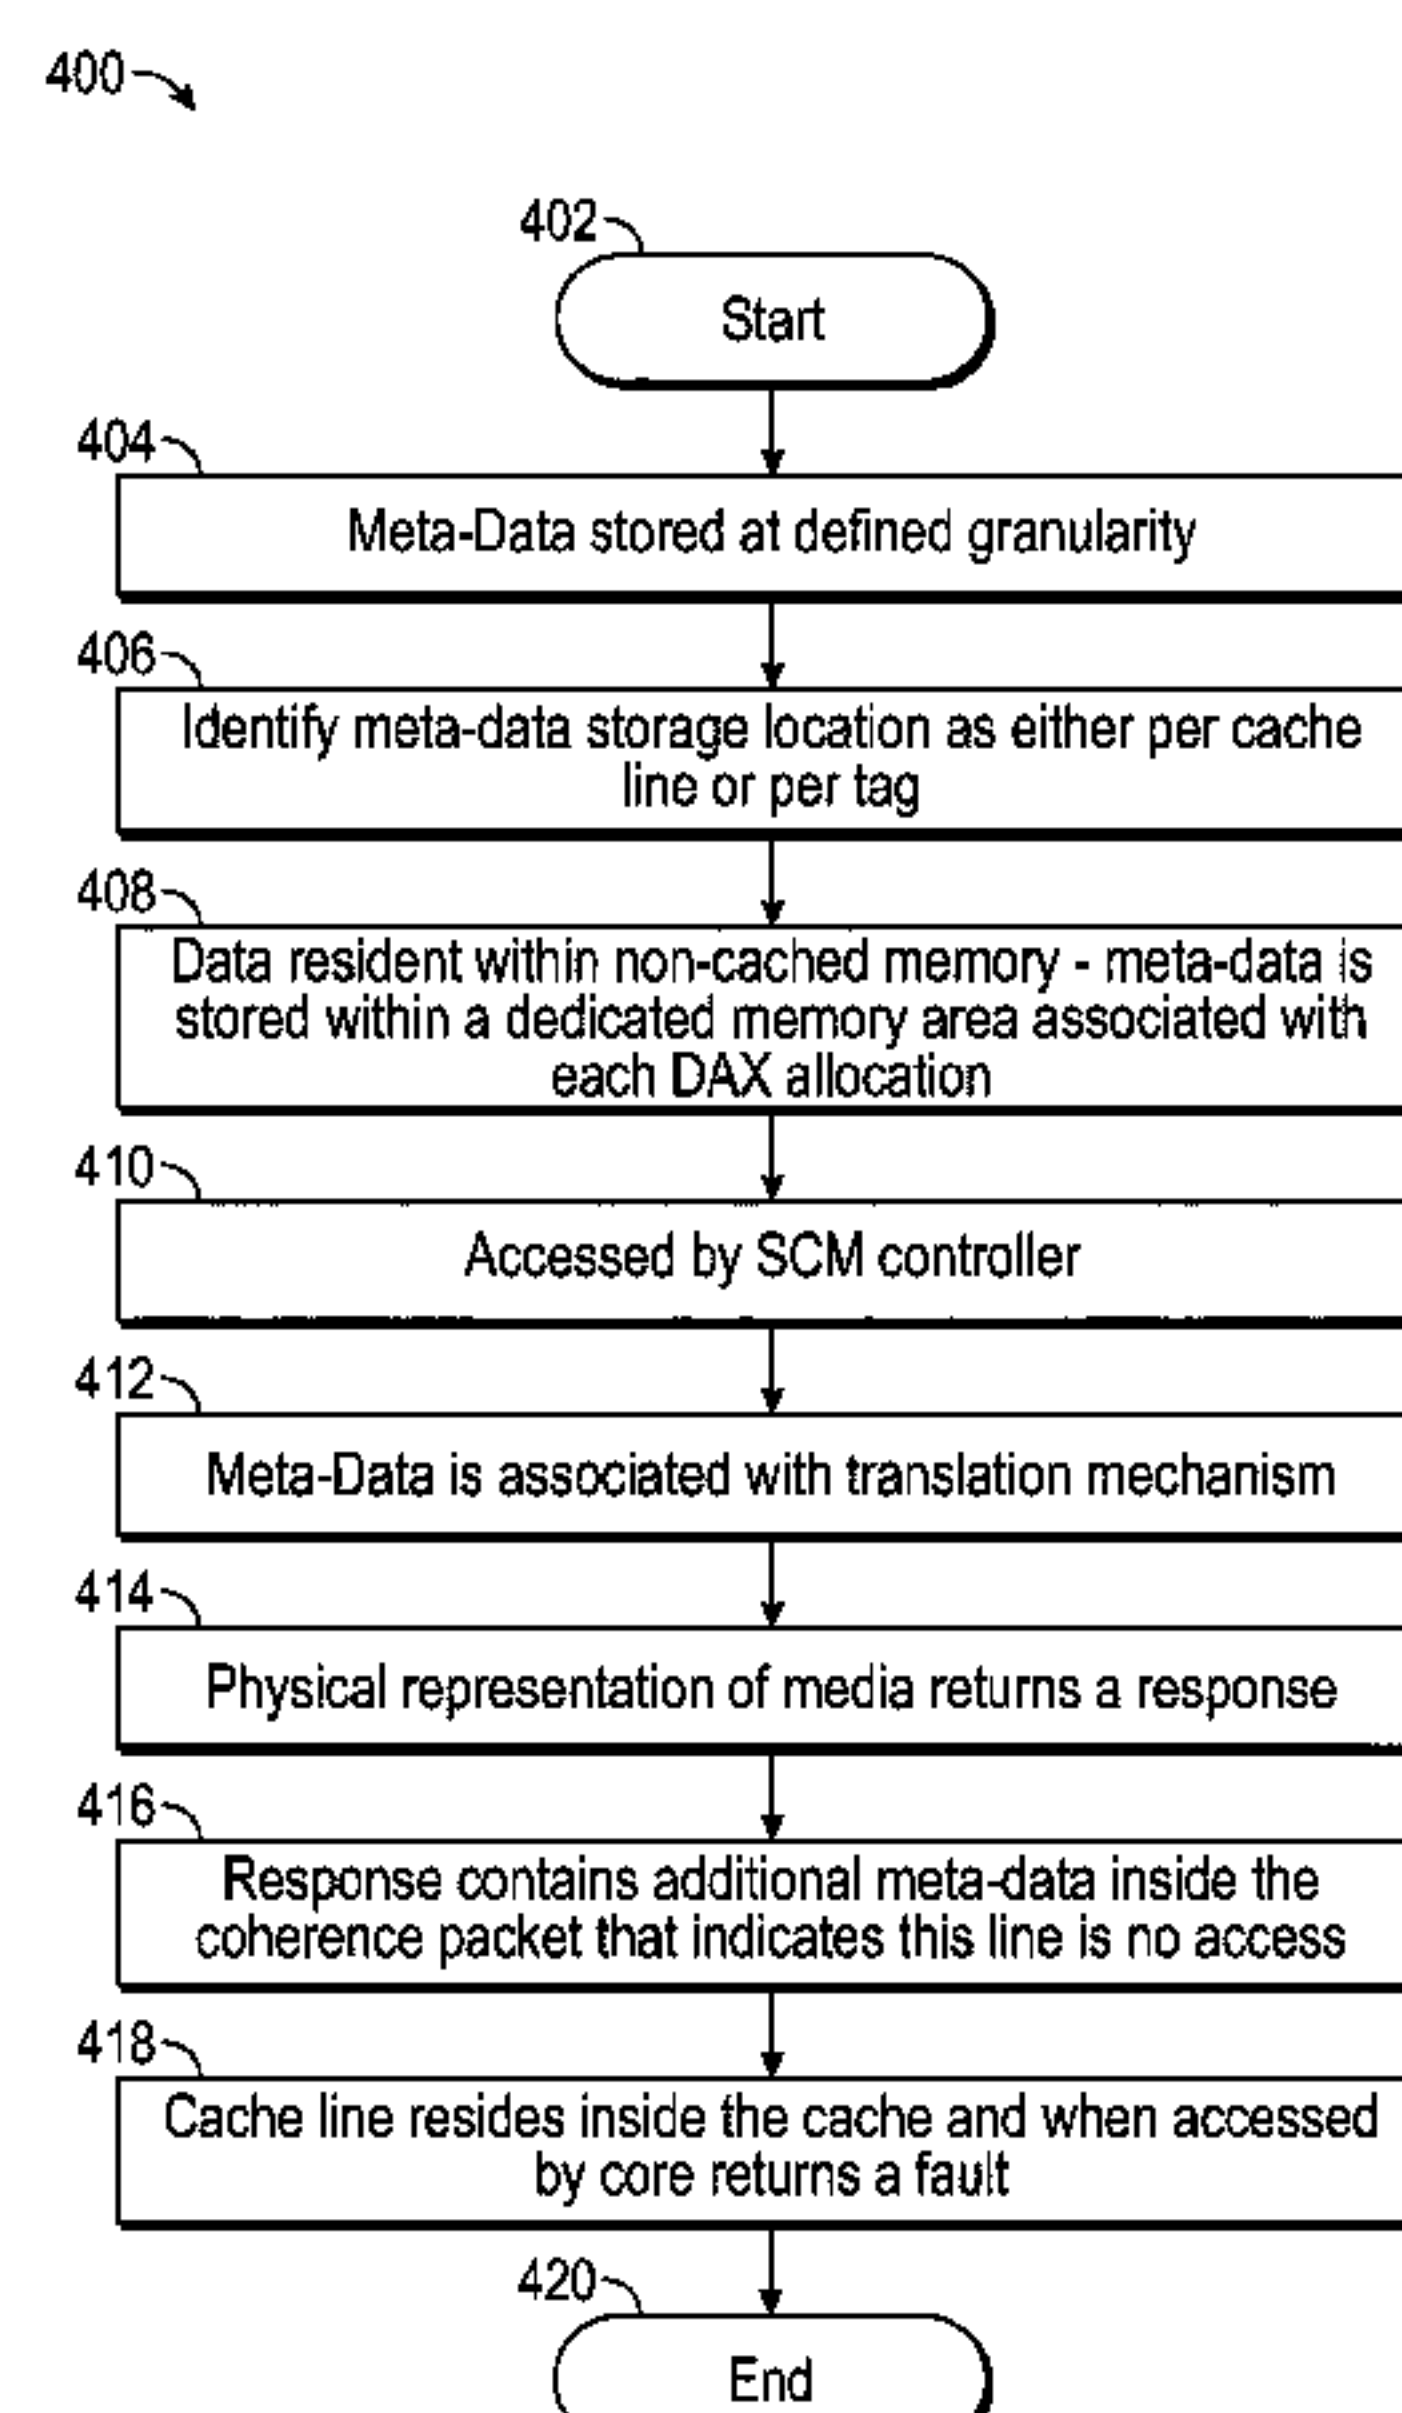 400
402
Start
404
Meta-Data stored at defined granularity
406
Identify meta-data storage location as either per cache
line or per tag
408
Data resident within non-cached memory - meta-data is
stored within a dedicated memory area associated with
each DAX allocation
410
Accessed by SCM controller
412
Meta-Data is associated with translation mechanism
414
Physical representation of media returns a response
416
Response contains additional meta-data inside the
coherence packet that indicates this line is no access
418
Cache line resides inside the cache and when accessed
by core returns a fault
420
End